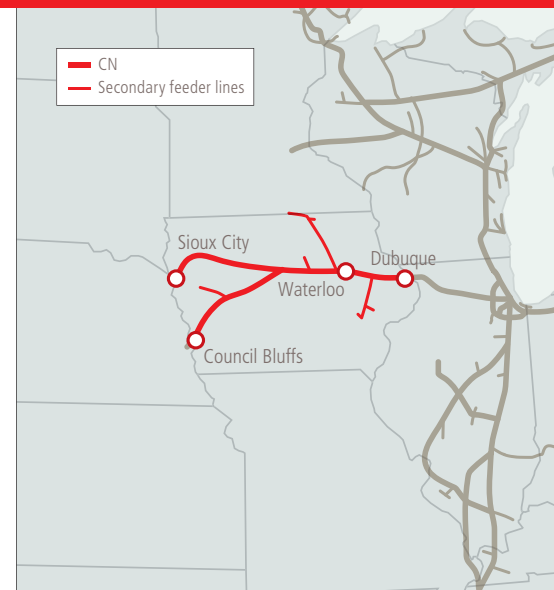 CN
Secondary feeder lines
Sioux City
Dubuque
Waterloo
Council Bluffs